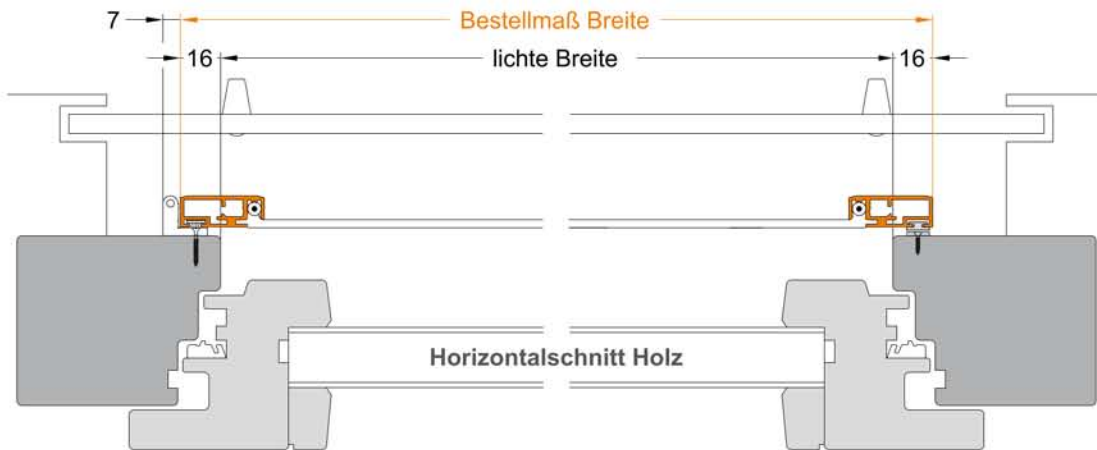 7 Bestellmaß Breite
16 lichte Breite 16
Horizontalschnitt Holz